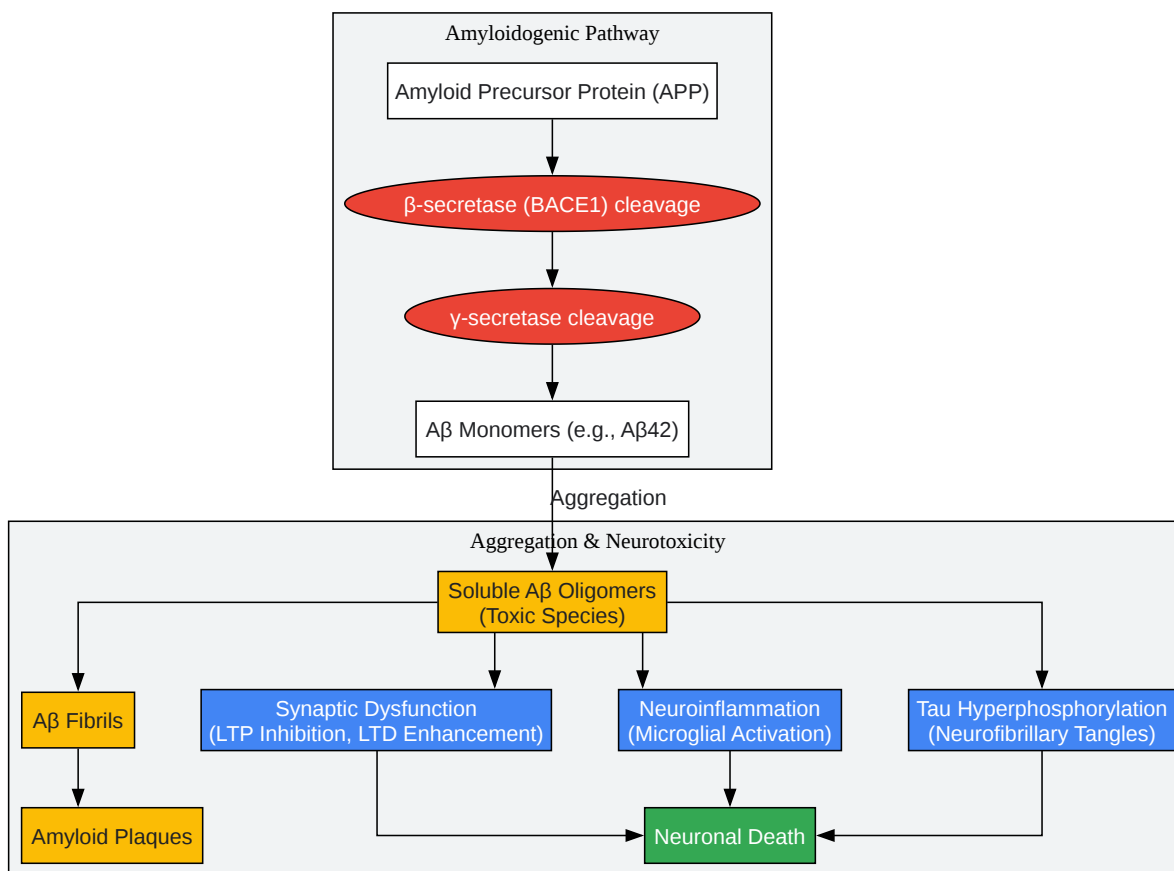 Amyloidogenic Pathway
Amyloid Precursor Protein (APP)
β-secretase (BACE1) cleavage
γ-secretase cleavage
Aβ Monomers (e.g., Aβ42)
Aggregation
Aggregation & Neurotoxicity
Soluble Aβ Oligomers
(Toxic Species)
Aβ Fibrils
Synaptic Dysfunction
(LTP Inhibition, LTD Enhancement)
Neuroinflammation
(Microglial Activation)
Tau Hyperphosphorylation
(Neurofibrillary Tangles)
Amyloid Plaques
Neuronal Death